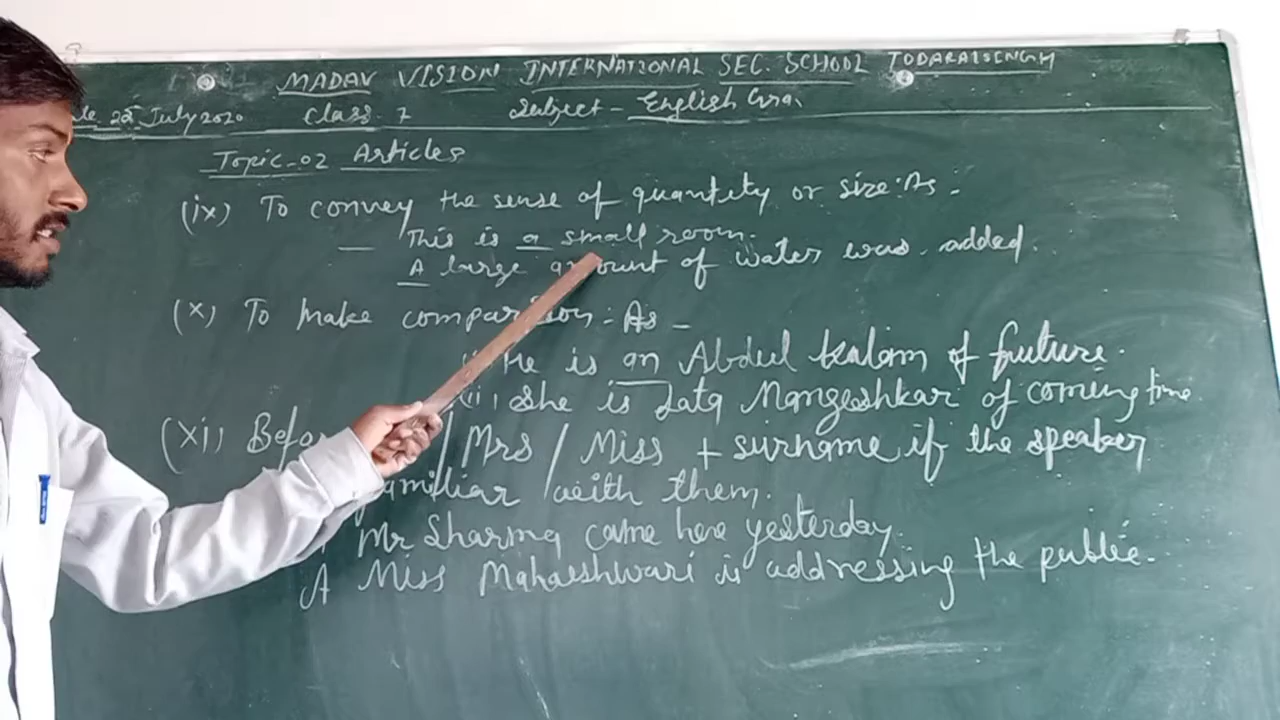 MADAV VISION INTERNATIONAL SEC. SCHOOL TODARAISINGH
22 July 2020 Class. 7 Subject - English Gra.
Topic-02 Articles
(ix) To convey the sense of quantity or size. As -
— This is a small room.
A large amount of water was added.
(x) To make comparision. As -
He is an Abdul Kalam of future.
(ii) She is Lata Mangeshkar of coming time.
(xi) Before / Mrs / Miss + surname if the speaker
familiar with them.
Mr Sharma came here yesterday.
A Miss Mahaeshwari is addressing the public.